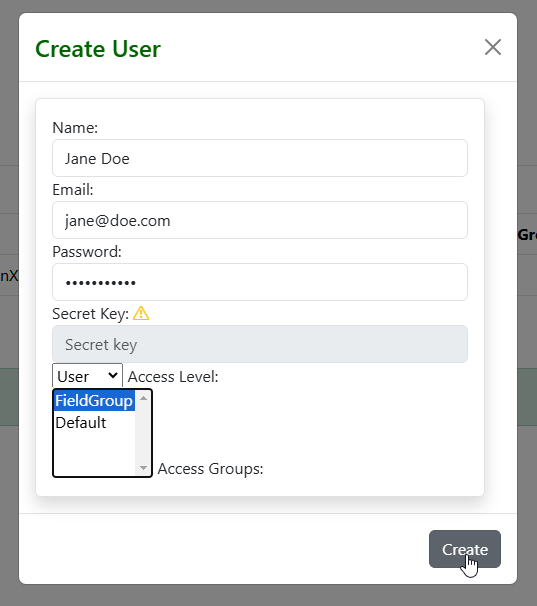 Create User
Name:
Jane Doe
Email:
jane@doe.com
Gro
Password:
nX
•••••••••••
Secret Key:
Secret key
User Access Level:
FieldGroup
Default
Access Groups:
Create